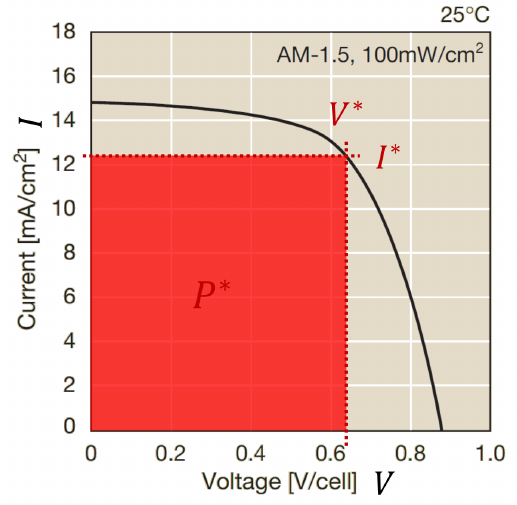 25°C
18
AM-1.5, 100mW/cm²
16
14
V*
I*
12
10
8
6
4
2
0
P*
Current [mA/cm²] I
0 0.2 0.4 0.6 0.8 1.0
Voltage [V/cell] V